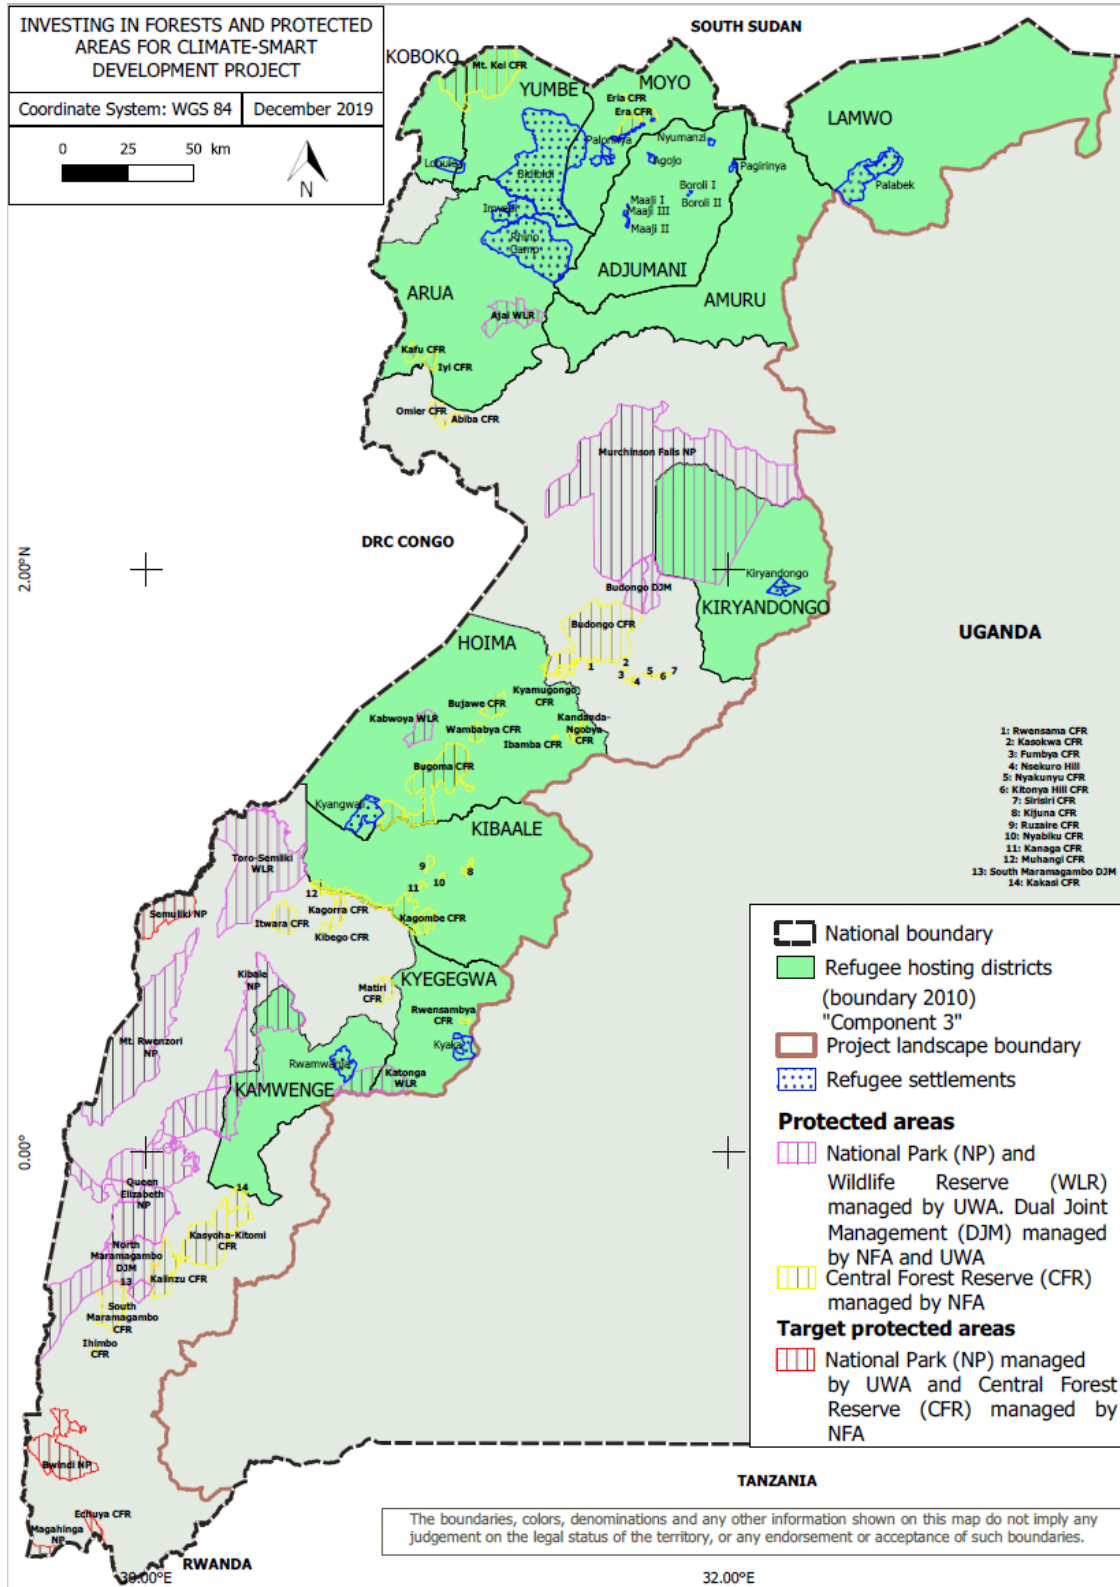 INVESTING IN FORESTS AND PROTECTED
AREAS FOR CLIMATE-SMART
DEVELOPMENT PROJECT
Coordinate System: WGS 84
December 2019
0 25 50 km
N
SOUTH SUDAN
KOBOKO
Mt. Kei CFR
YUMBE
MOYO
Eria CFR
Era CFR
LAMWO
Palorinya
Nyumanzi
Lobule
Bidibidi
Agojo
Pagirinya
Palabek
Boroli I
Boroli II
Imvepi
Maaji I
Maaji III
Maaji II
Rhino
Camp
ADJUMANI
ARUA
AMURU
Ajai WLR
Kafu CFR
Iyi CFR
Omier CFR
Abiba CFR
Murchinson Falls NP
DRC CONGO
2.00°N
Kiryandongo
Budongo DJM
KIRYANDONGO
Budongo CFR
UGANDA
HOIMA
1
2
3
4
5
6
7
Kyamugongo
CFR
Bujawe CFR
Kabwoya WLR
Wambabya CFR
Kandanda-
Ngobya
CFR
Ibamba CFR
Bugoma CFR
1: Rwensama CFR
2: Kasokwa CFR
3: Fumbya CFR
4: Nsekuro Hill
5: Nyakunyu CFR
6: Kitonya Hill CFR
7: Sirisiri CFR
8: Kijuna CFR
9: Ruzaire CFR
10: Nyabiku CFR
11: Kanaga CFR
12: Muhangi CFR
13: South Maramagambo DJM
14: Kakasi CFR
Kyangwali
KIBAALE
Toro-Semliki
WLR
9
8
10
11
12
Semuliki NP
Itwara CFR
Kagorra CFR
Kagombe CFR
Kibego CFR
Kibale
NP
Matiri
CFR
KYEGEGWA
Rwensambya
CFR
Mt. Rwenzori
NP
Kyaka
Rwamwanja
Katonga
WLR
KAMWENGE
0.00°
Queen
Elizabeth
NP
14
Kasyoha-Kitomi
CFR
North
Maramagambo
DJM
13
Kalinzu CFR
South
Maramagambo
CFR
Ihimbo
CFR
Bwindi NP
Echuya CFR
Magahinga
NP
RWANDA
TANZANIA
30.00°E
32.00°E
National boundary
Refugee hosting districts
(boundary 2010)
"Component 3"
Project landscape boundary
Refugee settlements
Protected areas
National Park (NP) and
Wildlife Reserve (WLR)
managed by UWA. Dual Joint
Management (DJM) managed
by NFA and UWA
Central Forest Reserve (CFR)
managed by NFA
Target protected areas
National Park (NP) managed
by UWA and Central Forest
Reserve (CFR) managed by
NFA
The boundaries, colors, denominations and any other information shown on this map do not imply any
judgement on the legal status of the territory, or any endorsement or acceptance of such boundaries.